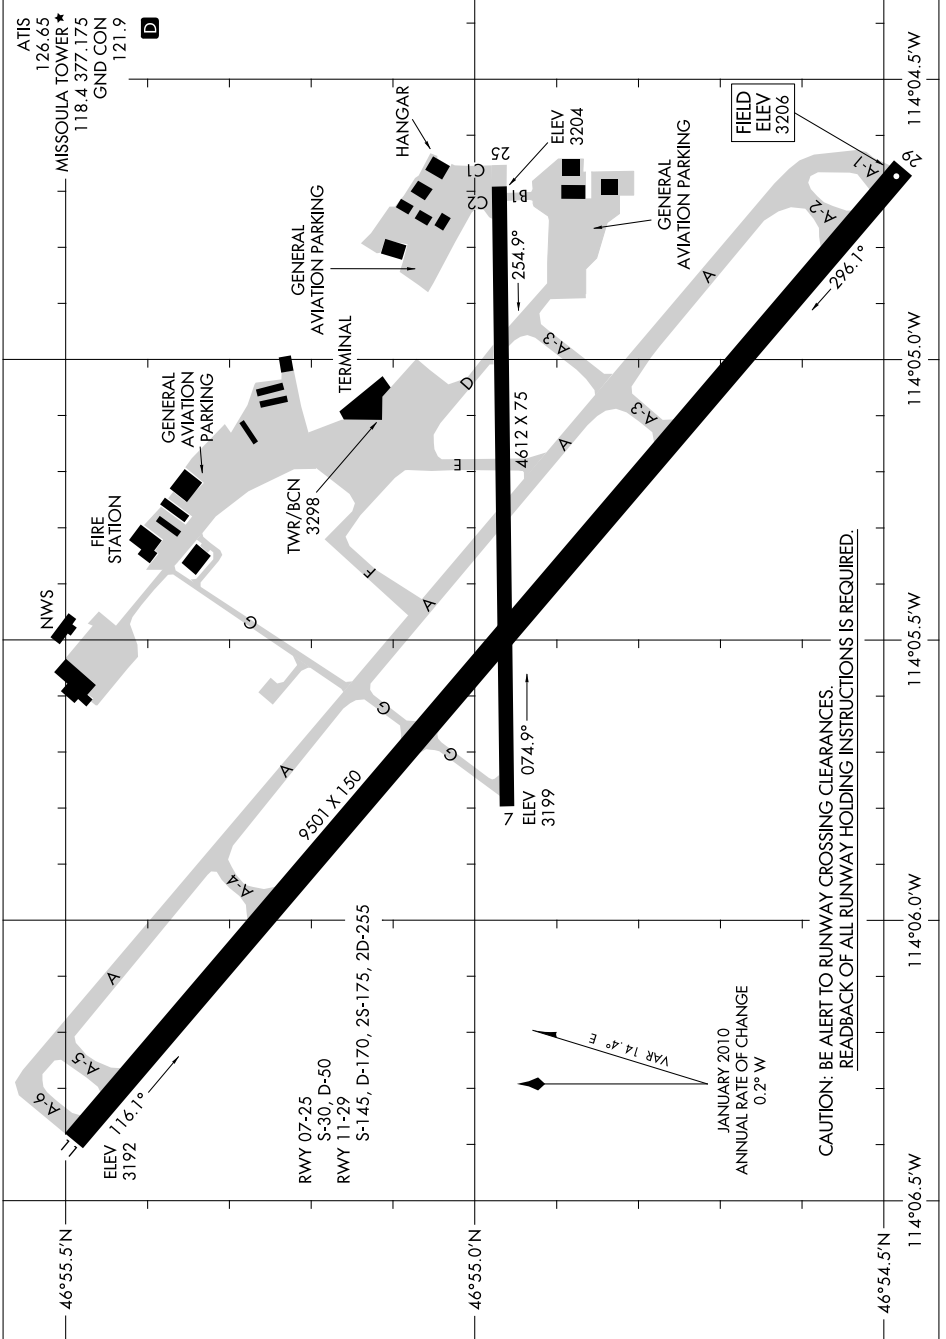 ATIS
126.65
MISSOULA TOWER★
118.4 377.175
GND CON
121.9
D
HANGAR
GENERAL
AVIATION PARKING
TERMINAL
GENERAL
AVIATION
PARKING
FIRE
STATION
NWS
TWR/BCN
3298
C1
C2
25
B1
ELEV
3204
GENERAL
AVIATION PARKING
FIELD
ELEV
3206
A-1
29
A-2
296.1°
A
254.9°
A-3
A-3
D
E
4612 X 75
A
F
A
G
G
G
A
9501 X 150
074.9°
7
ELEV
3199
A-4
A
A-5
A-6
11
116.1°
ELEV
3192
RWY 07-25
S-30, D-50
RWY 11-29
S-145, D-170, 2S-175, 2D-255
VAR 14.4° E
JANUARY 2010
ANNUAL RATE OF CHANGE
0.2° W
CAUTION: BE ALERT TO RUNWAY CROSSING CLEARANCES.
READBACK OF ALL RUNWAY HOLDING INSTRUCTIONS IS REQUIRED.
46°55.5'N
46°55.0'N
46°54.5'N
114°06.5'W
114°06.0'W
114°05.5'W
114°05.0'W
114°04.5'W